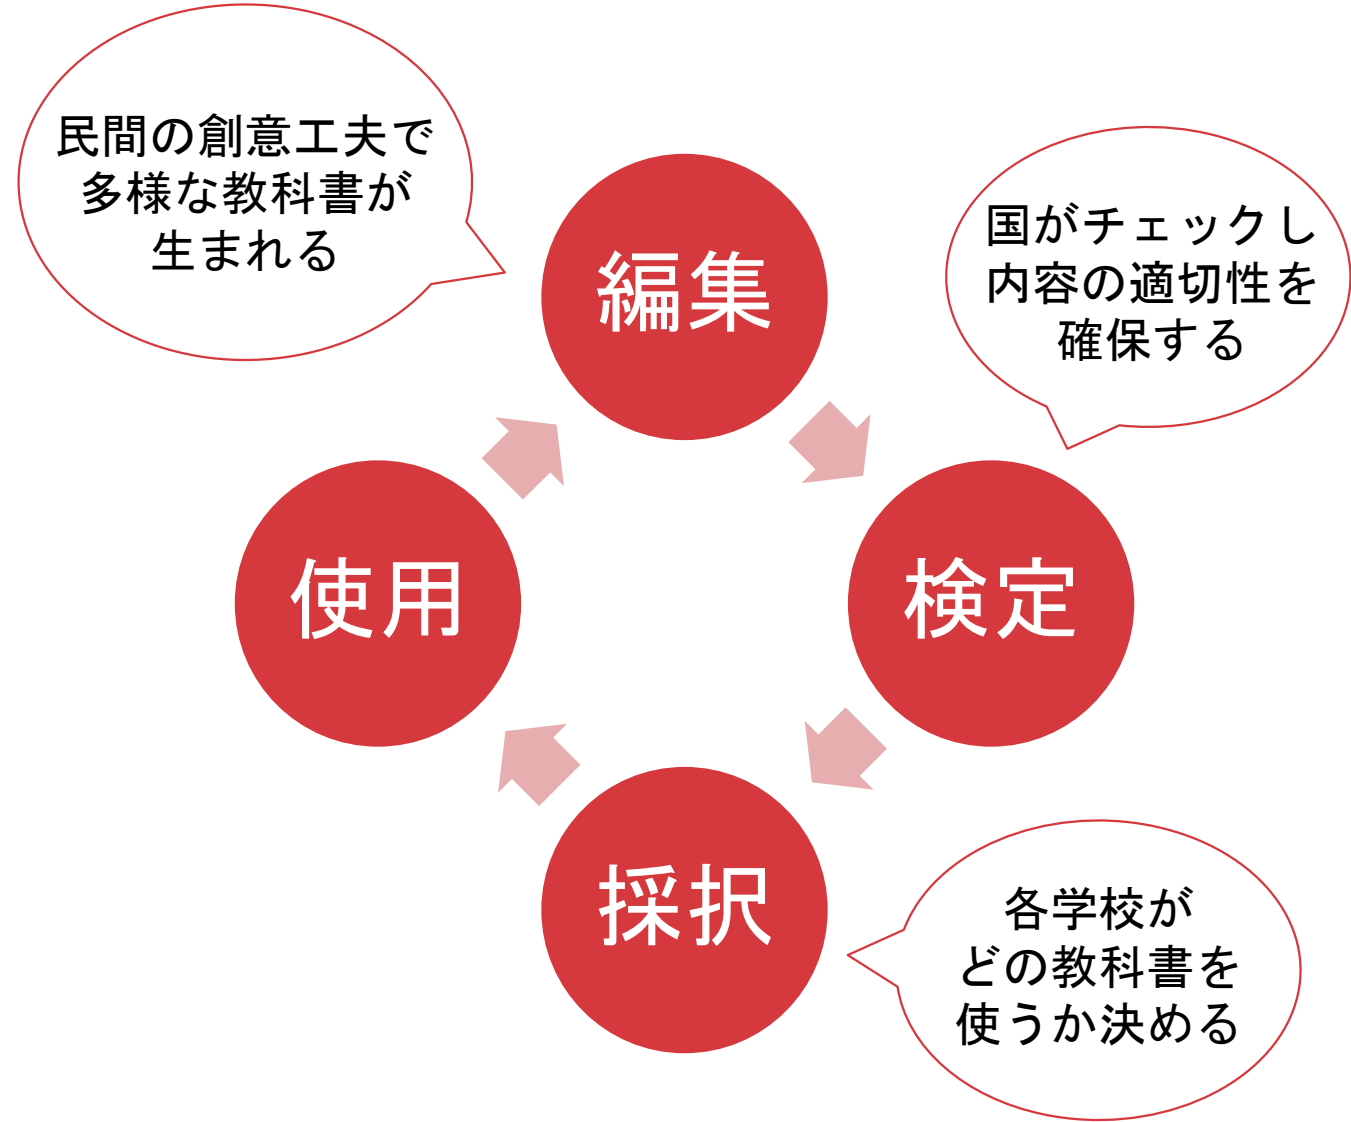 民間の創意工夫で
多様な教科書が
生まれる
編集
国がチェックし
内容の適切性を
確保する
使用
検定
採択
各学校が
どの教科書を
使うか決める